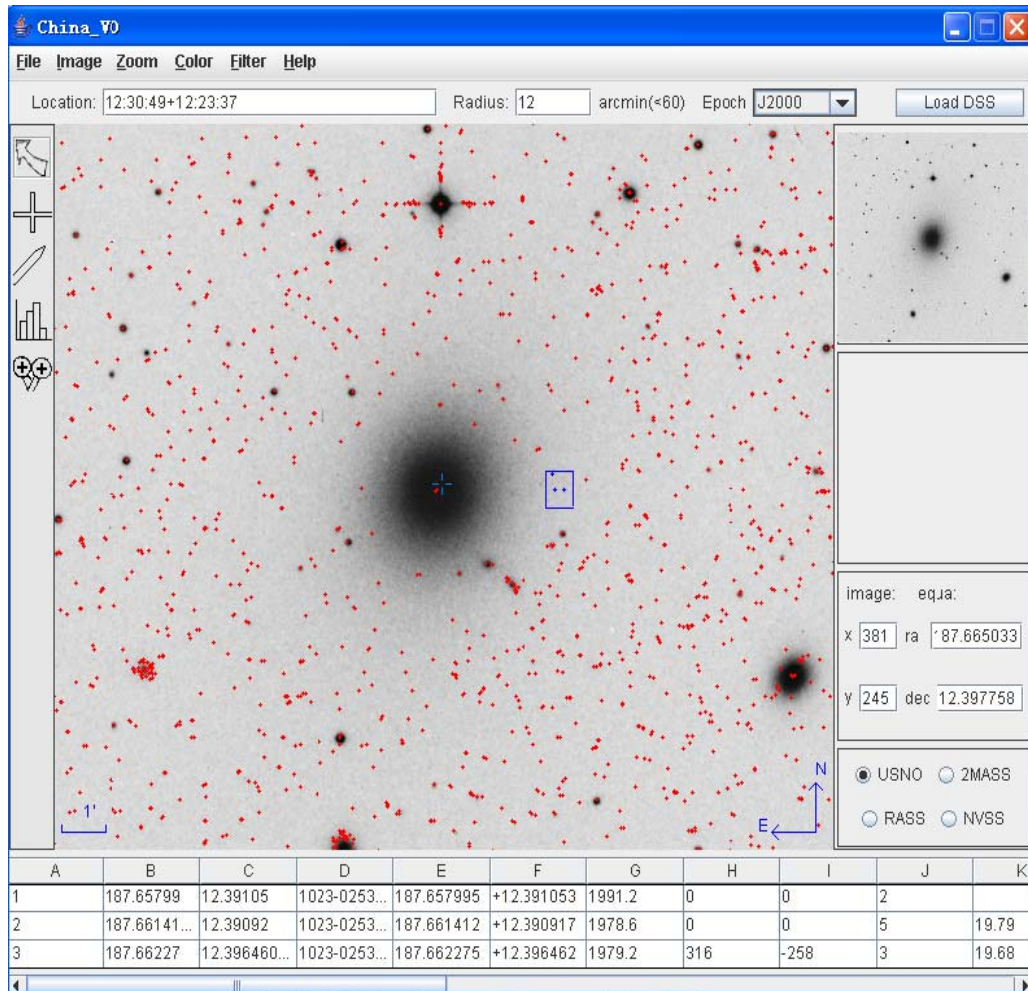 China_VO
File Image Zoom Color Filter Help
Location: 12:30:49+12:23:37 Radius: 12 arcmin(<60) Epoch J2000 Load DSS
image: equa:
x 381 ra 187.665033
y 245 dec 12.397758
USNO 2MASS
RASS NVSS
N
E
1'
A B C D E F G H I J K
1 187.65799 12.39105 1023-0253... 187.657995 +12.391053 1991.2 0 0 2
2 187.66141... 12.39092 1023-0253... 187.661412 +12.390917 1978.6 0 0 5 19.79
3 187.66227 12.396460... 1023-0253... 187.662275 +12.396462 1979.2 316 -258 3 19.68